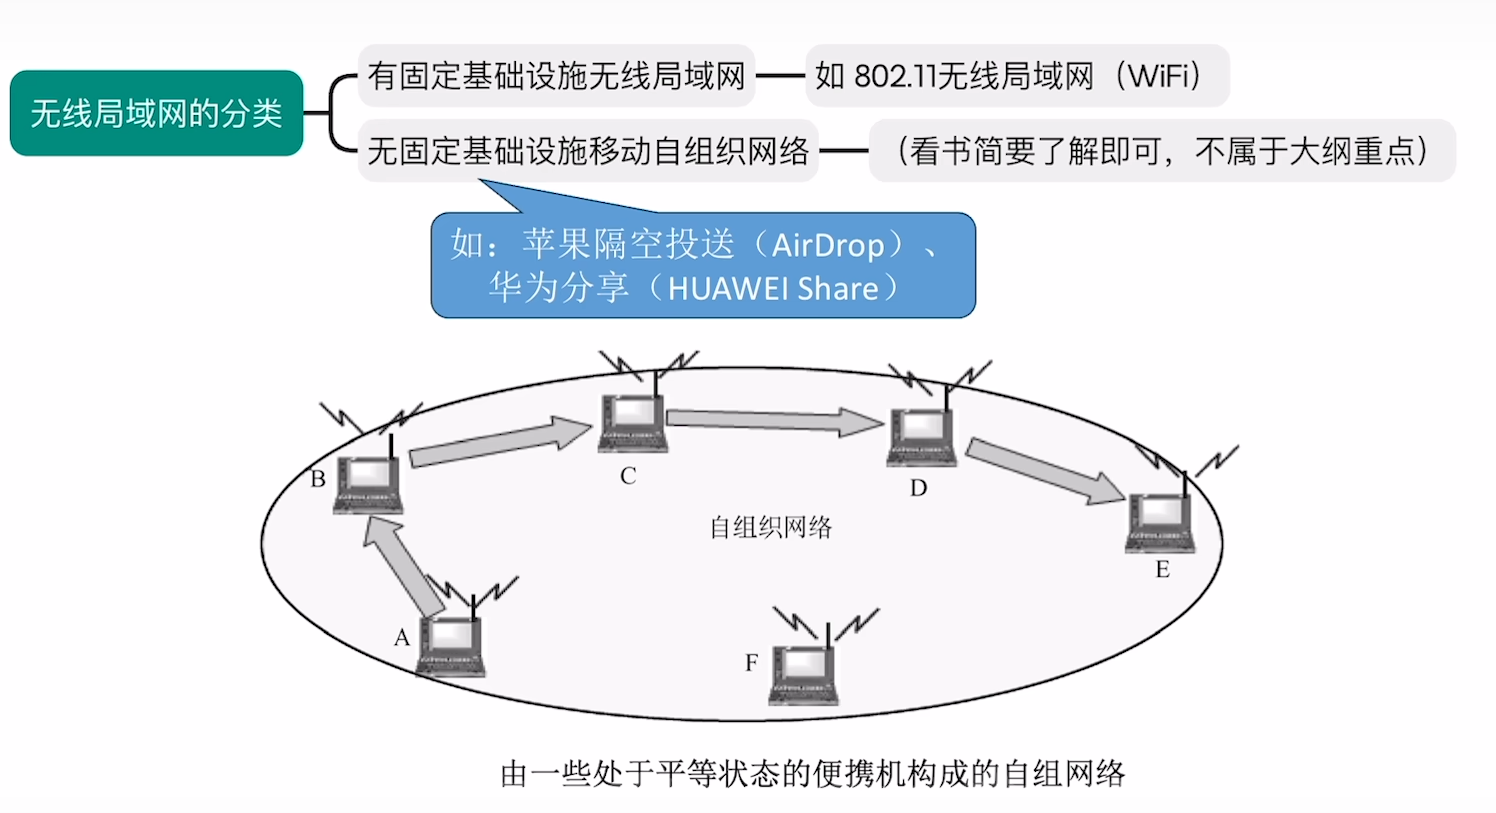 无线局域网的分类
有固定基础设施无线局域网
如 802.11无线局域网（WiFi）
无固定基础设施移动自组织网络
（看书简要了解即可，不属于大纲重点）
如：苹果隔空投送（AirDrop）、
华为分享（HUAWEI Share）
B
C
D
E
自组织网络
A
F
由一些处于平等状态的便携机构成的自组网络